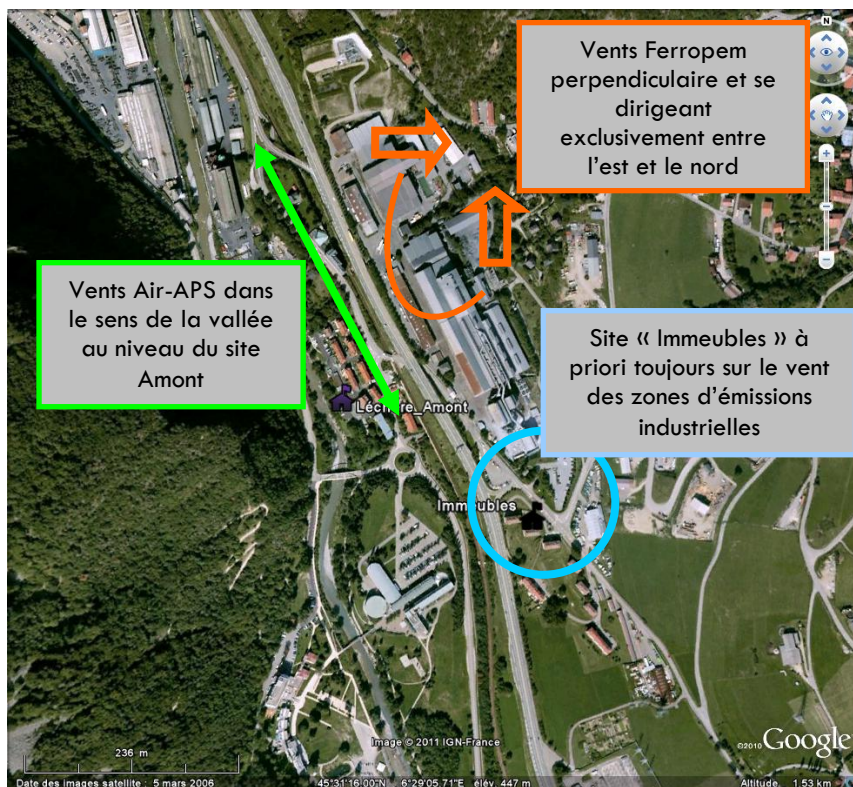 Vents Ferropem
perpendiculaire et se
dirigeant
exclusivement entre
l’est et le nord
N
Vents Air-APS dans
le sens de la vallée
au niveau du site
Amont
Site « Immeubles » à
priori toujours sur le vent
des zones d’émissions
industrielles
Léchère_Amont
Immeubles
236 m
Image © 2011 IGN-France
©2010 Google
Date des images satellite : 5 mars 2006
45°31'16.00"N 6°29'05.71"E élév. 447 m
Altitude 1.53 km